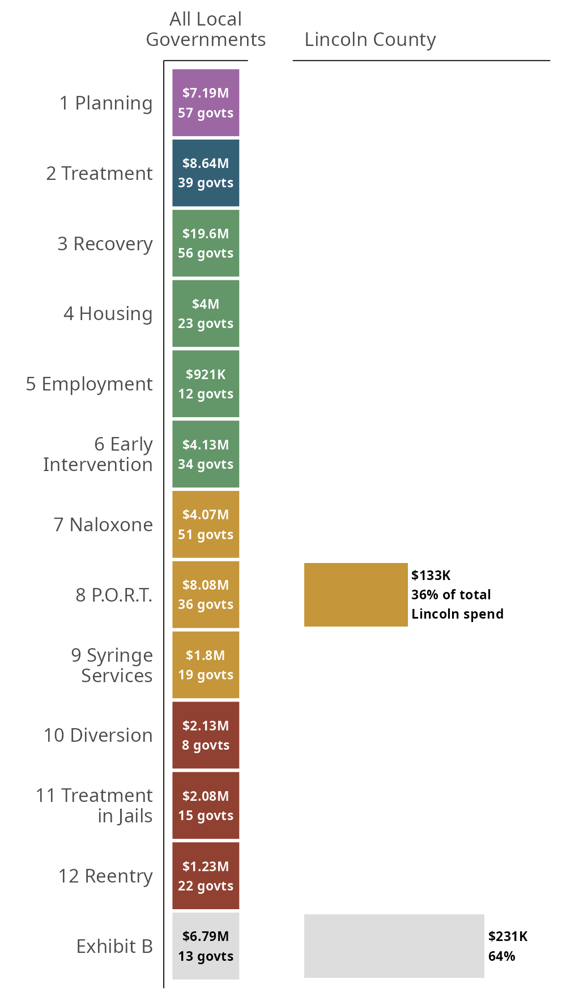 All Local
Governments
Lincoln County
1 Planning
$7.19M
57 govts
2 Treatment
$8.64M
39 govts
3 Recovery
$19.6M
56 govts
4 Housing
$4M
23 govts
5 Employment
$921K
12 govts
6 Early
Intervention
$4.13M
34 govts
7 Naloxone
$4.07M
51 govts
8 P.O.R.T.
$8.08M
36 govts
$133K
36% of total
Lincoln spend
9 Syringe
Services
$1.8M
19 govts
10 Diversion
$2.13M
8 govts
11 Treatment
in Jails
$2.08M
15 govts
12 Reentry
$1.23M
22 govts
Exhibit B
$6.79M
13 govts
$231K
64%